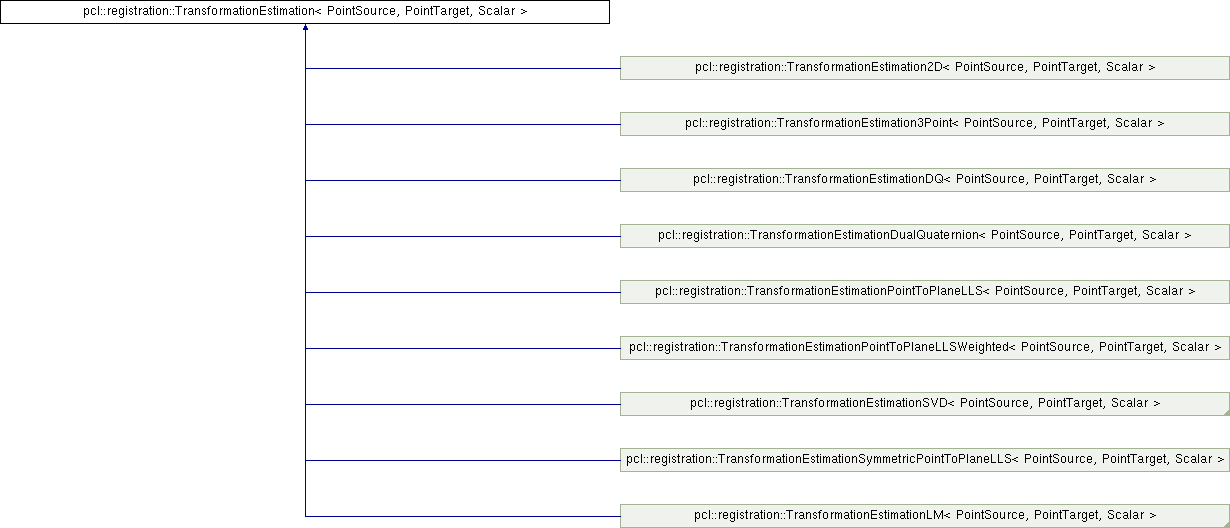 pcl::registration::TransformationEstimation< PointSource, PointTarget, Scalar >
pcl::registration::TransformationEstimation2D< PointSource, PointTarget, Scalar >
pcl::registration::TransformationEstimation3Point< PointSource, PointTarget, Scalar >
pcl::registration::TransformationEstimationDQ< PointSource, PointTarget, Scalar >
pcl::registration::TransformationEstimationDualQuaternion< PointSource, PointTarget, Scalar >
pcl::registration::TransformationEstimationPointToPlaneLLS< PointSource, PointTarget, Scalar >
pcl::registration::TransformationEstimationPointToPlaneLLSWeighted< PointSource, PointTarget, Scalar >
pcl::registration::TransformationEstimationSVD< PointSource, PointTarget, Scalar >
pcl::registration::TransformationEstimationSymmetricPointToPlaneLLS< PointSource, PointTarget, Scalar >
pcl::registration::TransformationEstimationLM< PointSource, PointTarget, Scalar >